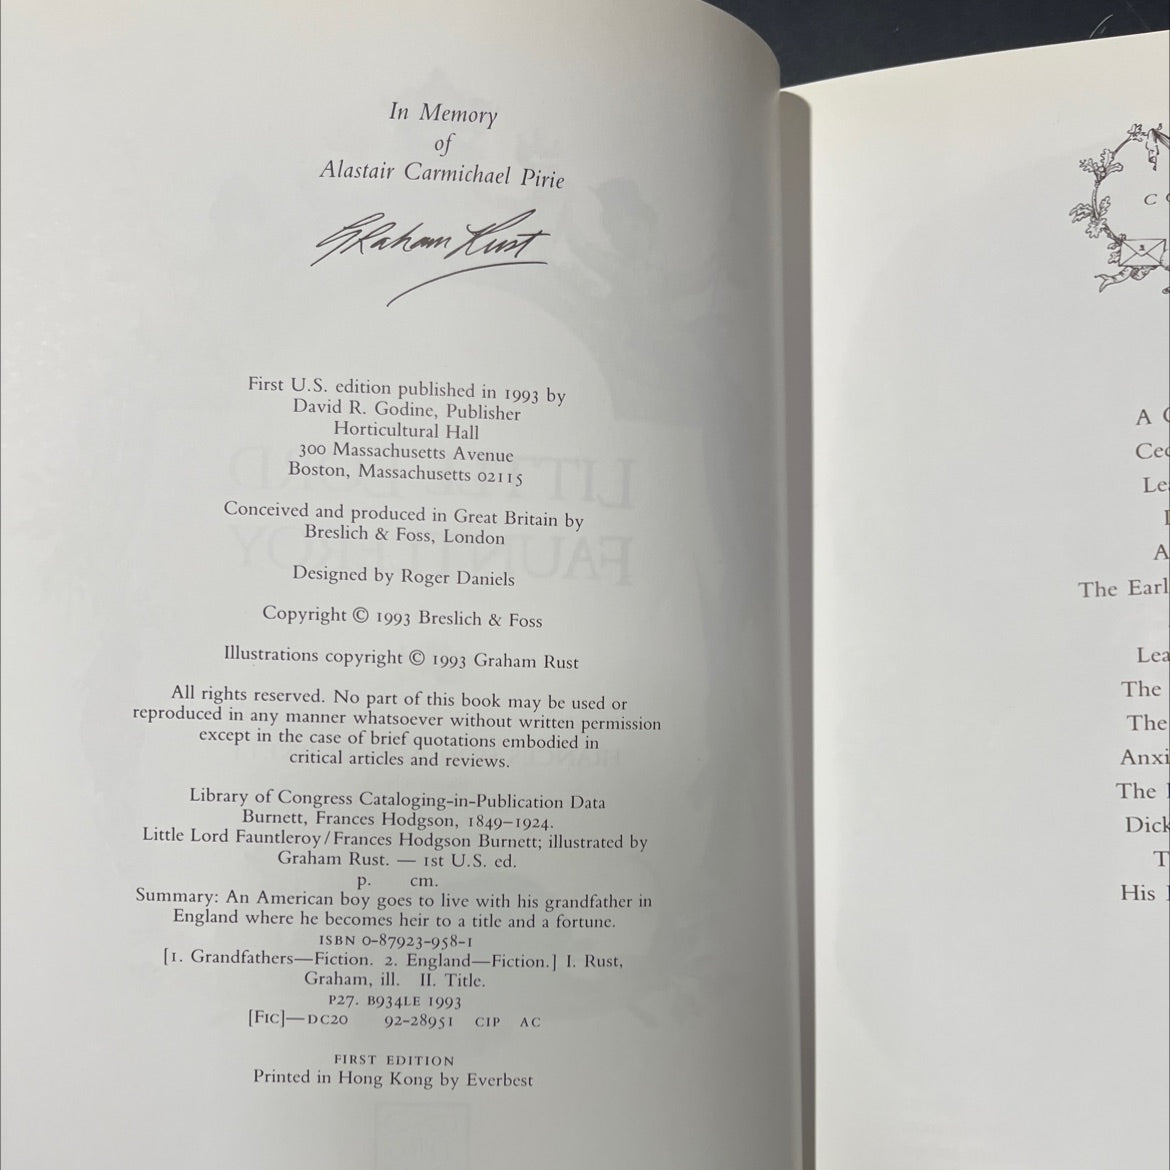 In Memory
of
Alastair Carmichael Pirie
Graham Rust
First U.S. edition published in 1993 by
David R. Godine, Publisher
Horticultural Hall
300 Massachusetts Avenue
Boston, Massachusetts 02115
Conceived and produced in Great Britain by
Breslich & Foss, London
Designed by Roger Daniels
Copyright © 1993 Breslich & Foss
Illustrations copyright © 1993 Graham Rust
All rights reserved. No part of this book may be used or
reproduced in any manner whatsoever without written permission
except in the case of brief quotations embodied in
critical articles and reviews.
Library of Congress Cataloging-in-Publication Data
Burnett, Frances Hodgson, 1849–1924.
Little Lord Fauntleroy/Frances Hodgson Burnett; illustrated by
Graham Rust. — 1st U.S. ed.
p. cm.
Summary: An American boy goes to live with his grandfather in
England where he becomes heir to a title and a fortune.
ISBN 0-87923-958-1
[1. Grandfathers—Fiction. 2. England—Fiction.] I. Rust,
Graham, ill. II. Title.
P27. B934LE 1993
[FIC]—DC20 92-28951 CIP AC
FIRST EDITION
Printed in Hong Kong by Everbest
C
A
The Earl
The
The
The
Dick
His